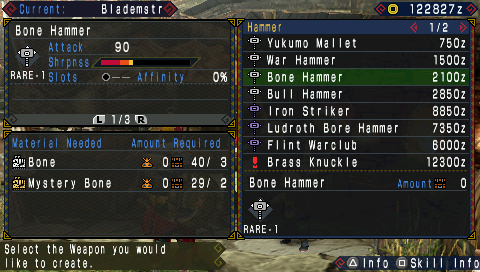 Current: Blademstr
122827z
Bone Hammer
Attack 90
Shrpnss
RARE-1 Slots Affinity 0%
L 1/3 R
Material Needed Amount Required
Bone 0 40/ 3
Mystery Bone 0 29/ 2
Hammer 1/2
Yukumo Mallet 750z
War Hammer 1500z
Bone Hammer 2100z
Bull Hammer 2850z
Iron Striker 8850z
Ludroth Bore Hammer 7350z
Flint Warclub 6000z
Brass Knuckle 12300z
Bone Hammer Amount 0
RARE-1
Select the Weapon you would
like to create.
Info Skill Info